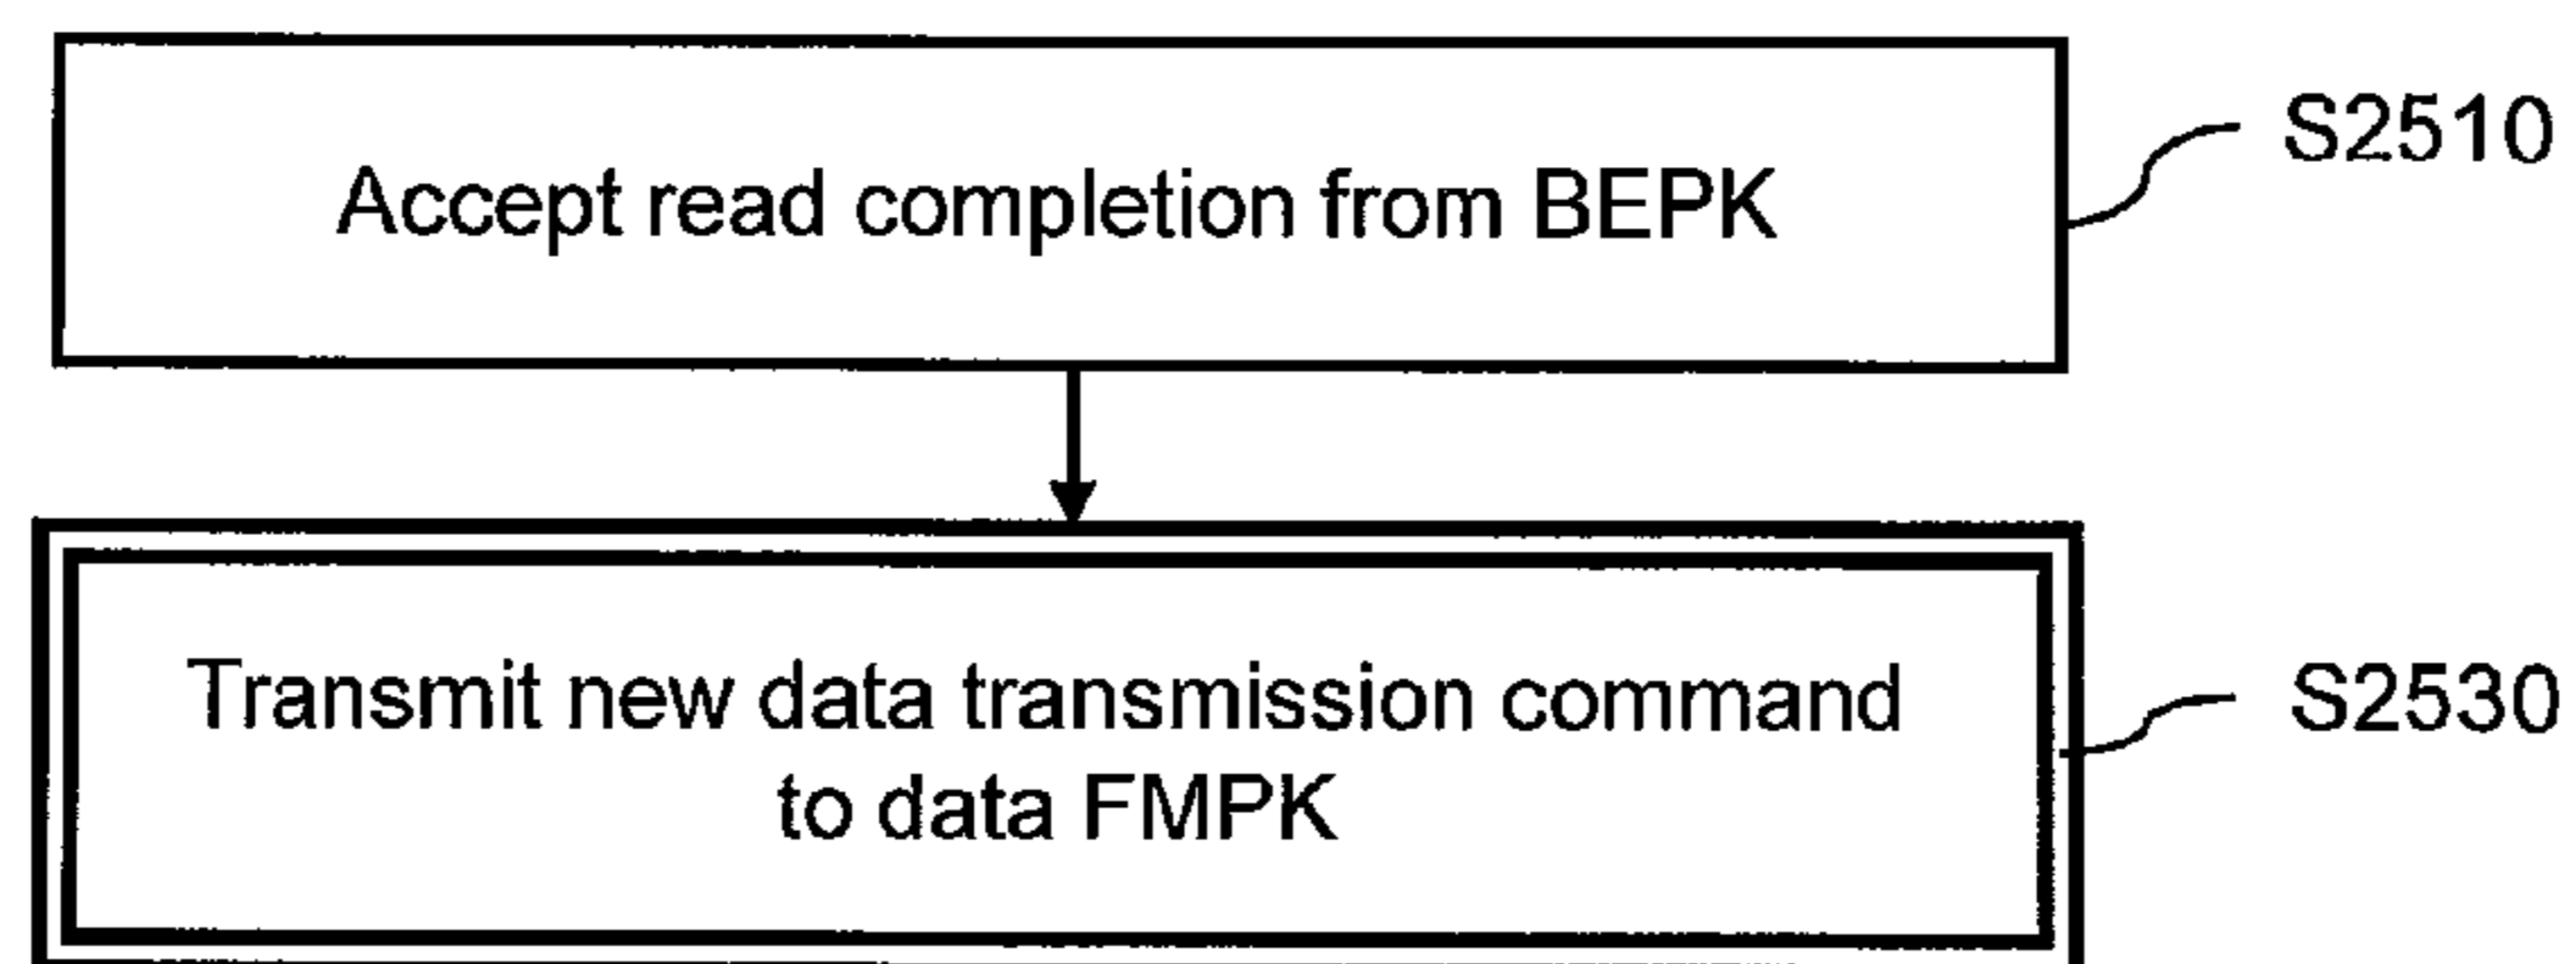 Accept read completion from BEPK
S2510
Transmit new data transmission command
to data FMPK
S2530